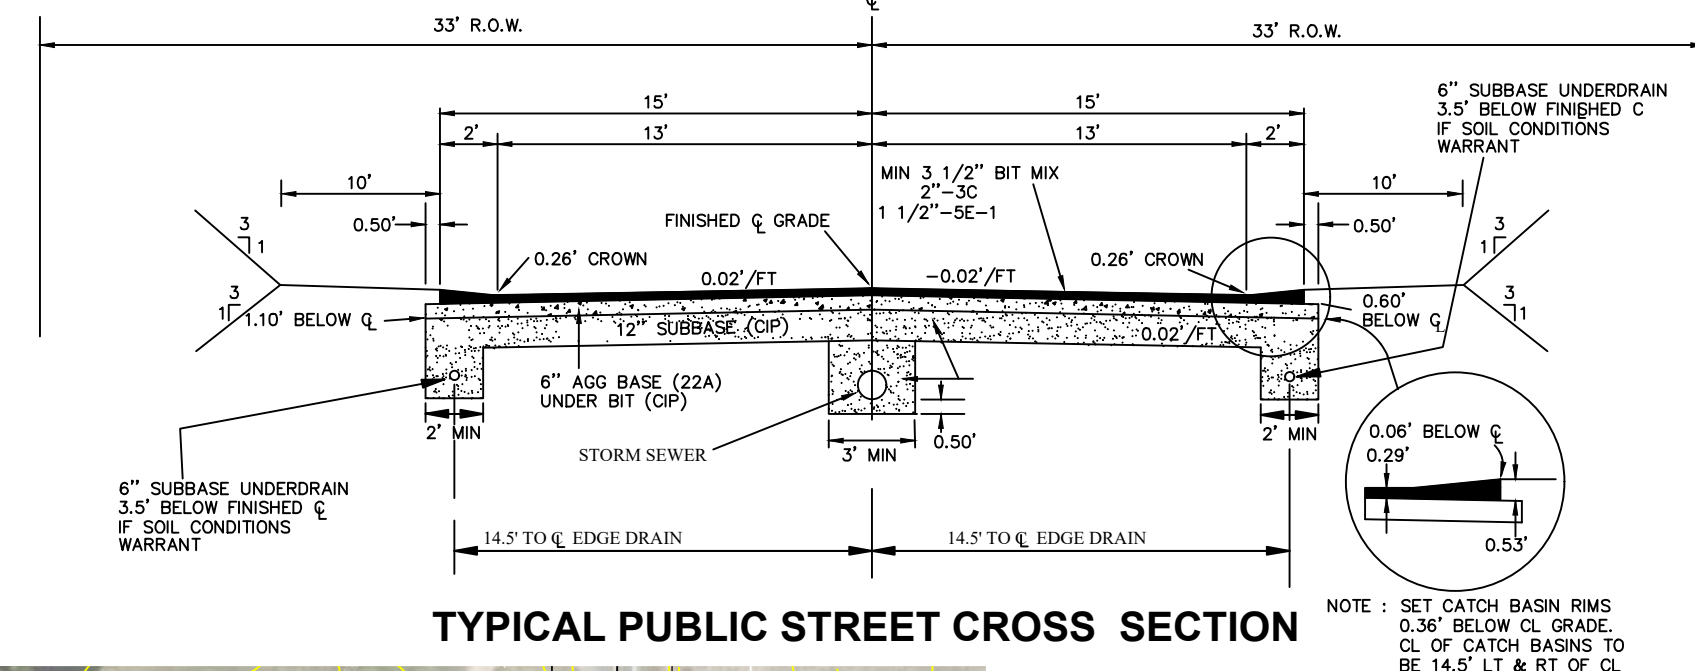 ℄
33' R.O.W.
33' R.O.W.
6" SUBBASE UNDERDRAIN
3.5' BELOW FINISHED ℄
IF SOIL CONDITIONS
WARRANT
15'
15'
2'
13'
13'
2'
MIN 3 1/2" BIT MIX
2"-3C
1 1/2"-5E-1
10'
10'
0.50'
FINISHED ℄ GRADE
0.50'
3
1
3
1
0.26' CROWN
0.02'/FT
-0.02'/FT
0.26' CROWN
3
1
3
1
1.10' BELOW ℄
12" SUBBASE (CIP)
0.02'/FT
0.60'
BELOW ℄
6" AGG BASE (22A)
UNDER BIT (CIP)
2' MIN
STORM SEWER
3' MIN
0.50'
2' MIN
0.06' BELOW ℄
0.29'
0.53'
6" SUBBASE UNDERDRAIN
3.5' BELOW FINISHED ℄
IF SOIL CONDITIONS
WARRANT
14.5' TO ℄ EDGE DRAIN
14.5' TO ℄ EDGE DRAIN
TYPICAL PUBLIC STREET CROSS SECTION
NOTE : SET CATCH BASIN RIMS
0.36' BELOW CL GRADE.
CL OF CATCH BASINS TO
BE 14.5' LT & RT OF CL